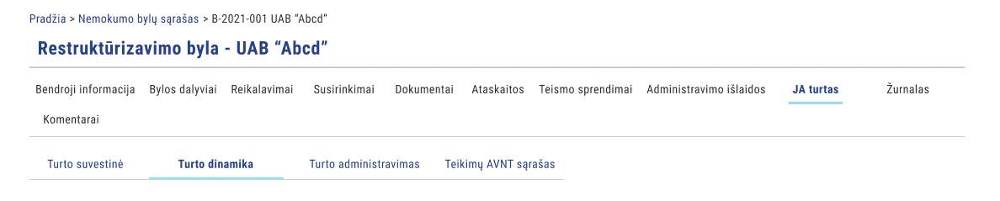 Pradžia > Nemokumo bylų sąrašas > B-2021-001 UAB “Abcd”
Restruktūrizavimo byla - UAB “Abcd”
Bendroji informacija Bylos dalyviai Reikalavimai Susirinkimai Dokumentai Ataskaitos Teismo sprendimai Administravimo išlaidos JA turtas Žurnalas
Komentarai
Turto suvestinė Turto dinamika Turto administravimas Teikimų AVNT sąrašas